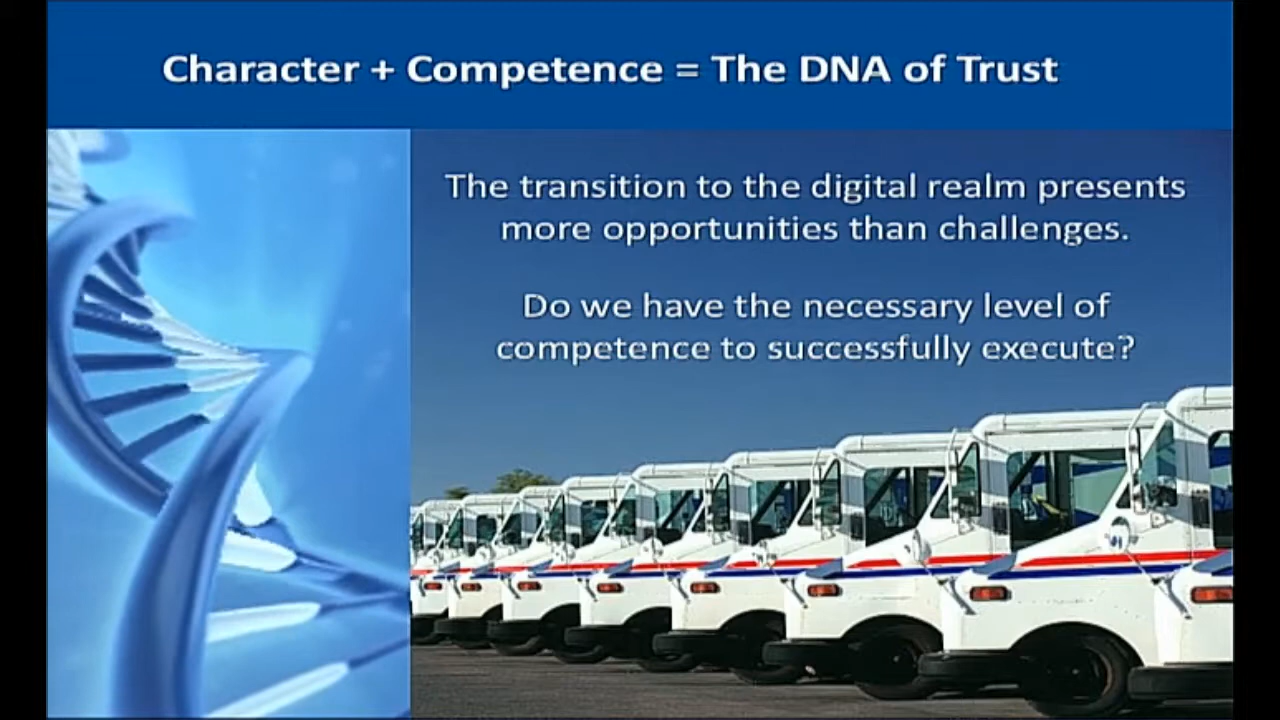 Character + Competence = The DNA of Trust
The transition to the digital realm presents
more opportunities than challenges.
Do we have the necessary level of
competence to successfully execute?